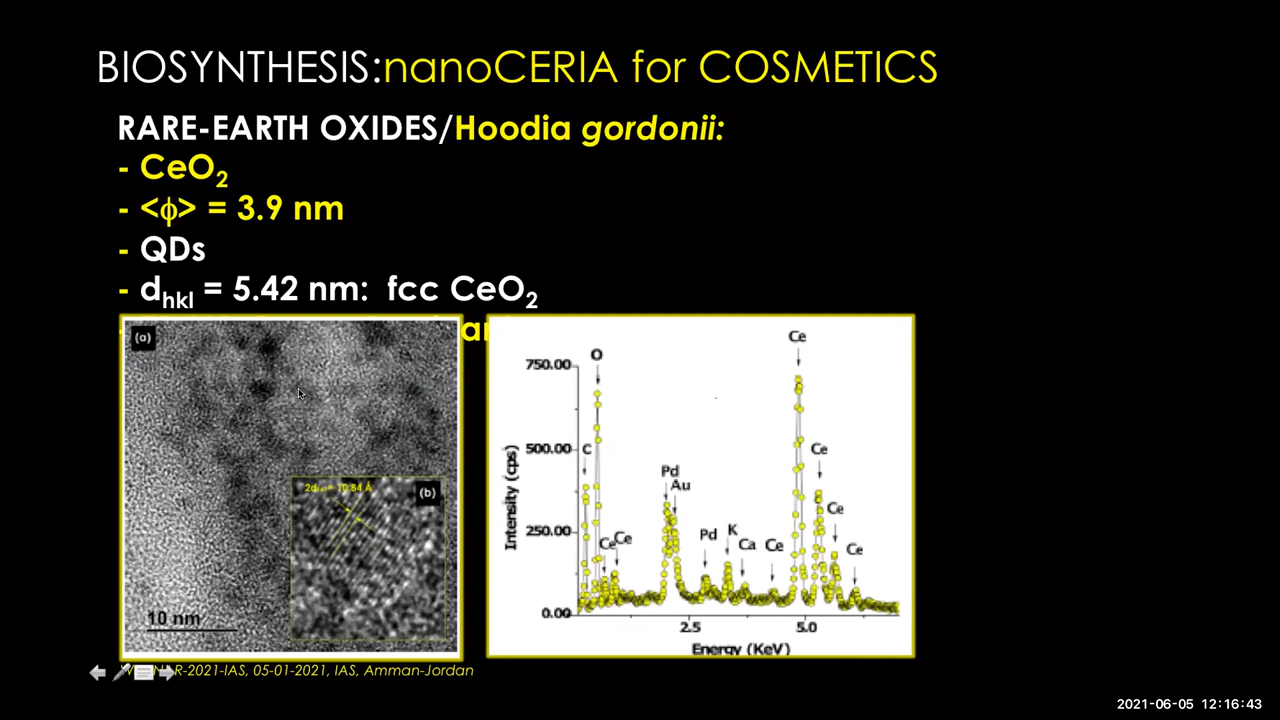 BIOSYNTHESIS:nanoCERIA for COSMETICS
RARE-EARTH OXIDES/Hoodia gordonii:
- CeO2
- <ϕ> = 3.9 nm
- QDs
- dhkl = 5.42 nm: fcc CeO2
(a)
10 nm
= 10.84 Å
(b)
Intensity (cps)
750.00
500.00
250.00
0.00
C
O
Ce
Ce
Pd
Au
Pd
K
Ca
Ce
Ce
Ce
Ce
Ce
2.5
5.0
Energy (KeV)
R-2021-IAS, 05-01-2021, IAS, Amman-Jordan
2021-06-05 12:16:43